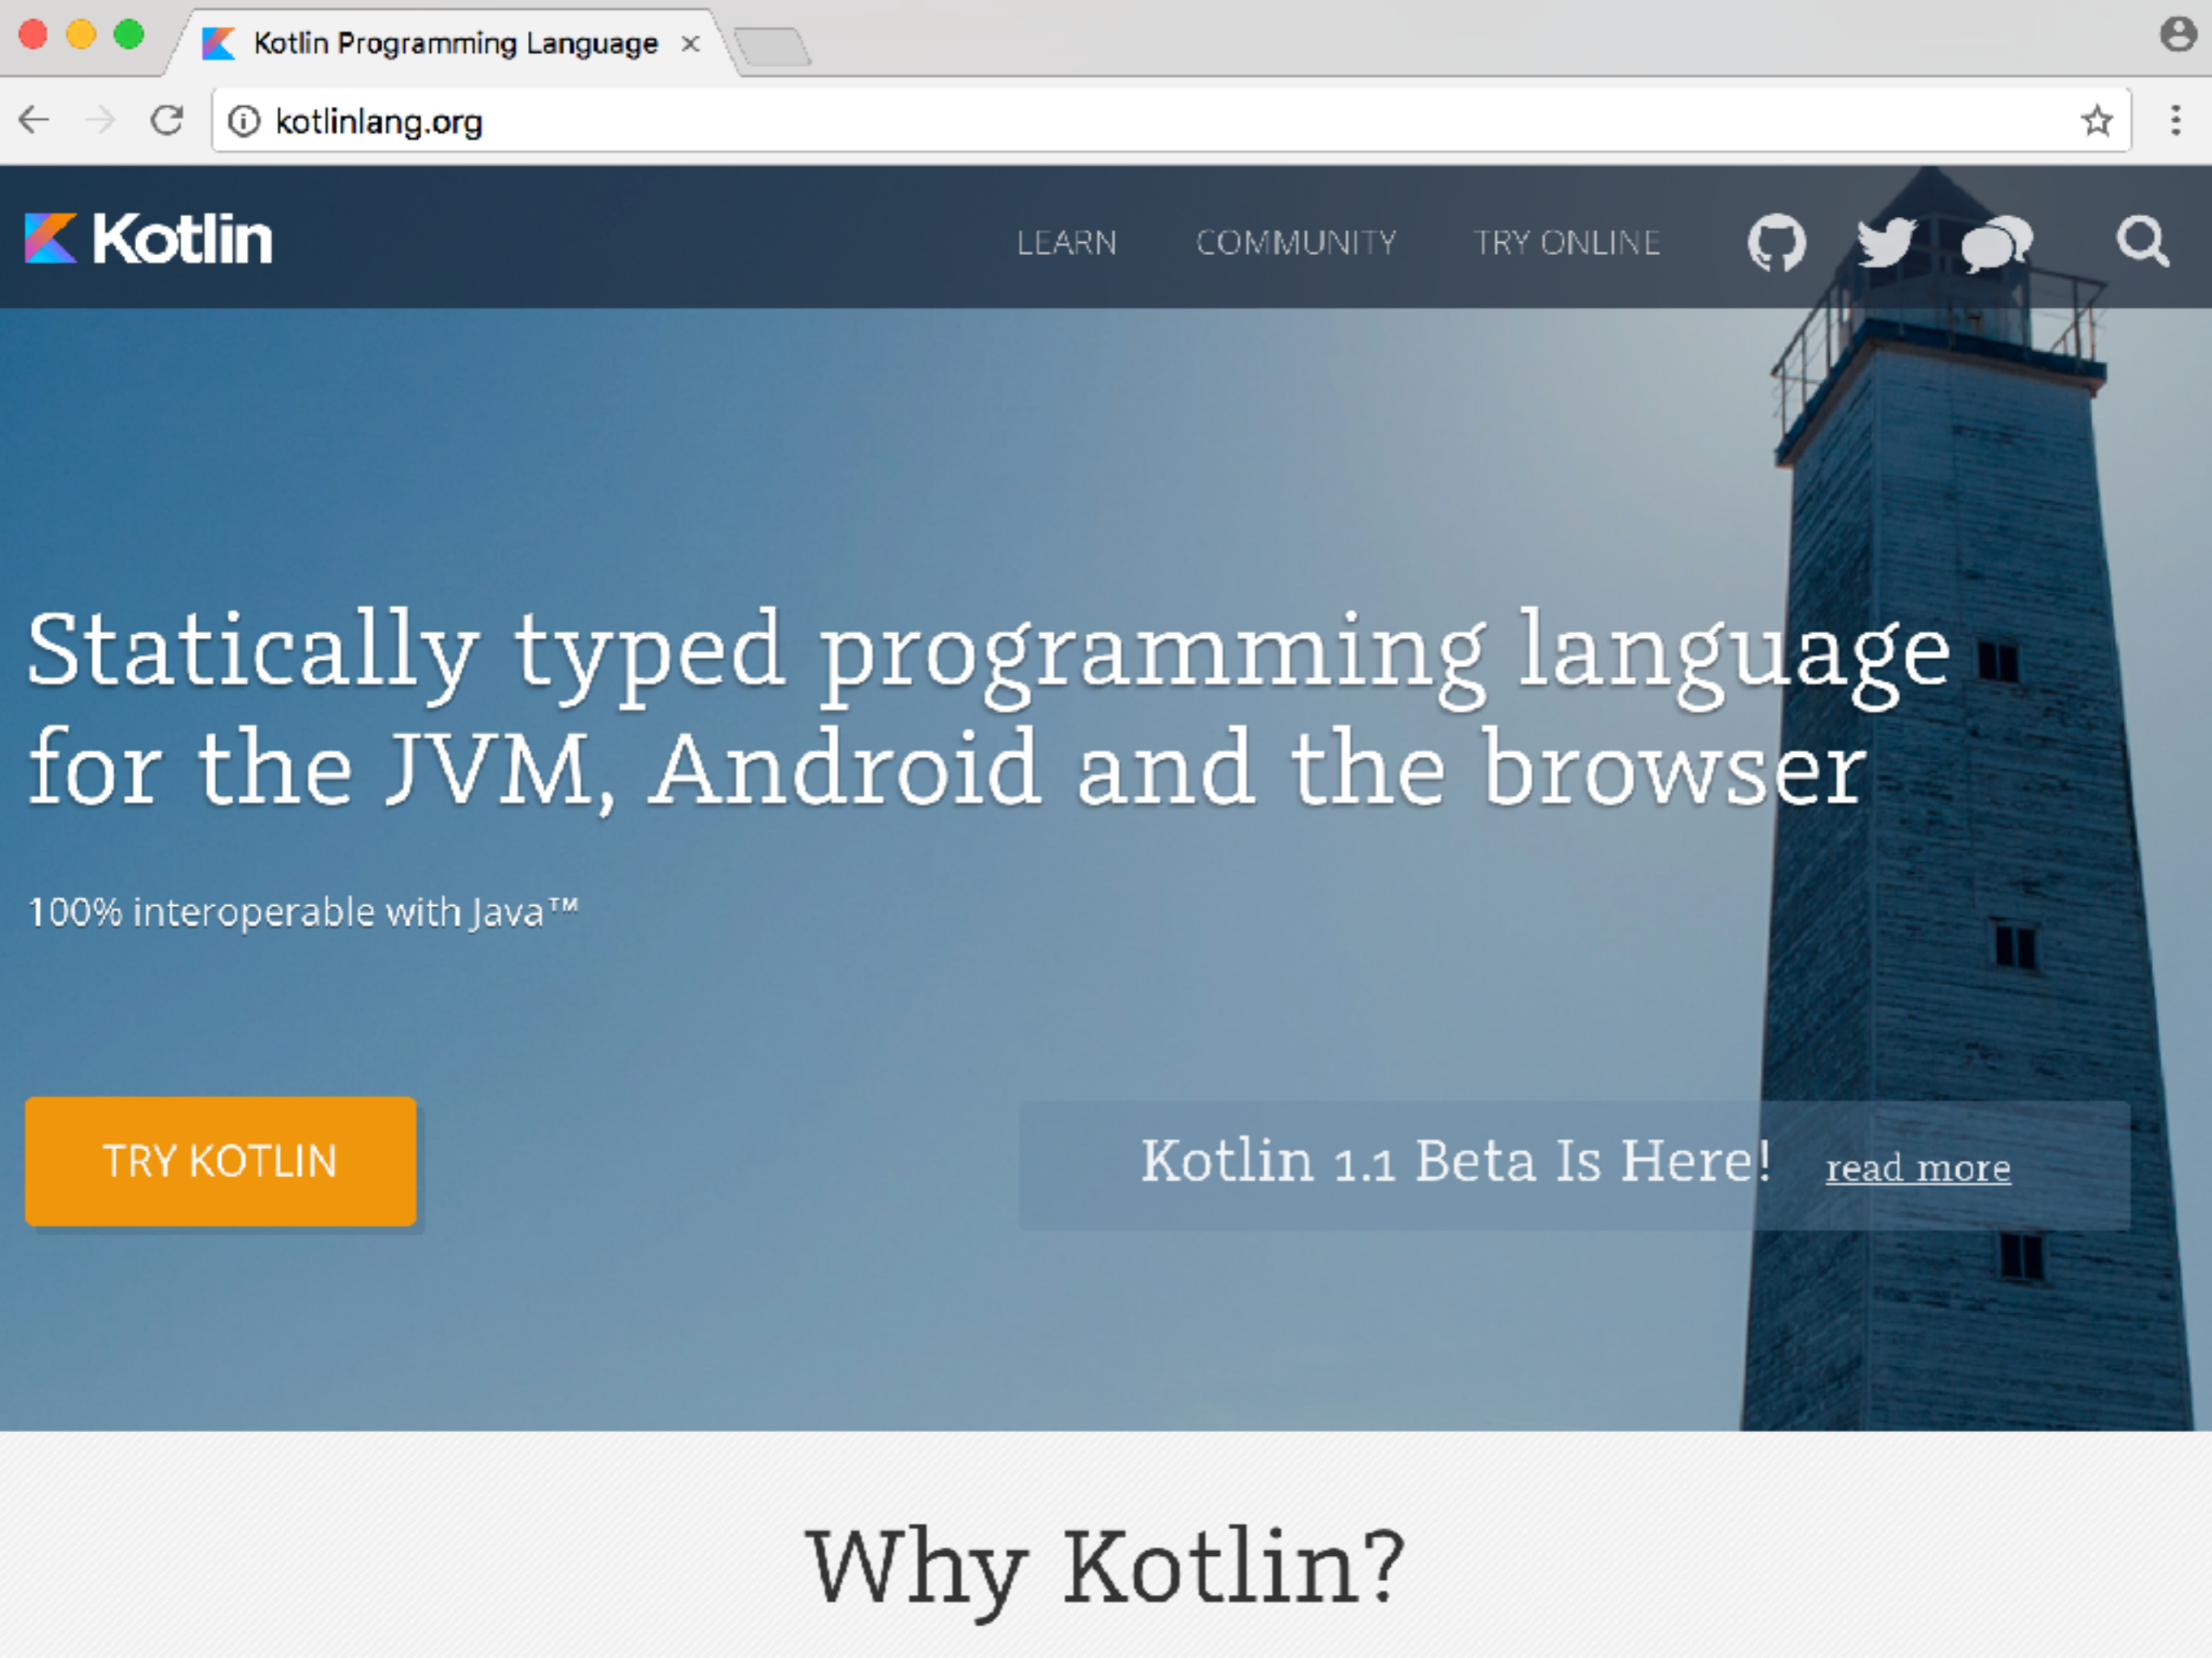 Kotlin Programming Language
kotlinlang.org
Kotlin
LEARN COMMUNITY TRY ONLINE
Statically typed programming language
for the JVM, Android and the browser
100% interoperable with Java™
TRY KOTLIN
Kotlin 1.1 Beta Is Here! read more
Why Kotlin?